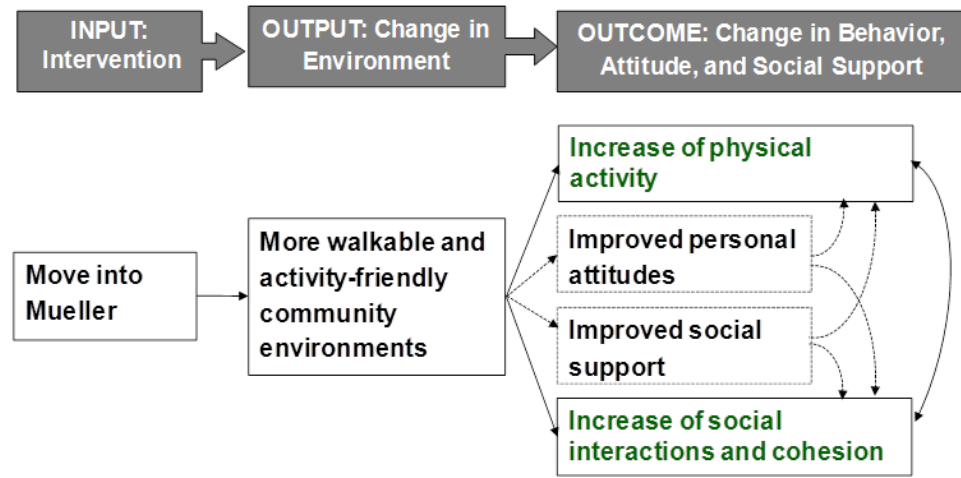 INPUT:
Intervention
OUTPUT: Change in
Environment
OUTCOME: Change in Behavior,
Attitude, and Social Support
Move into
Mueller
More walkable and
activity-friendly
community
environments
Increase of physical
activity
Improved personal
attitudes
Improved social
support
Increase of social
interactions and cohesion